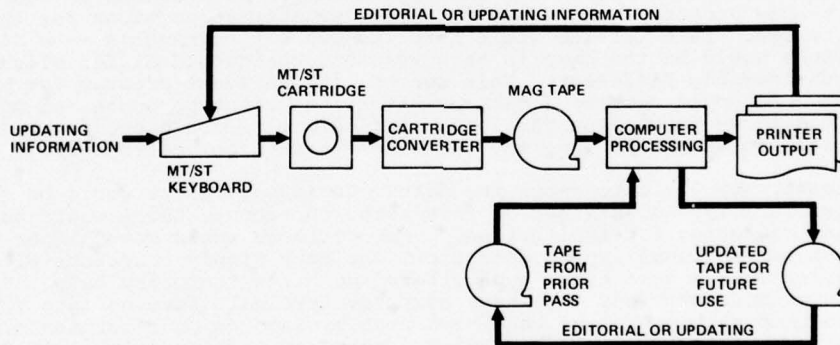 EDITORIAL OR UPDATING INFORMATION
MT/ST
CARTRIDGE
MAG TAPE
UPDATING
INFORMATION
CARTRIDGE
CONVERTER
COMPUTER
PROCESSING
PRINTER
OUTPUT
MT/ST
KEYBOARD
TAPE
FROM
PRIOR
PASS
UPDATED
TAPE FOR
FUTURE
USE
EDITORIAL OR UPDATING